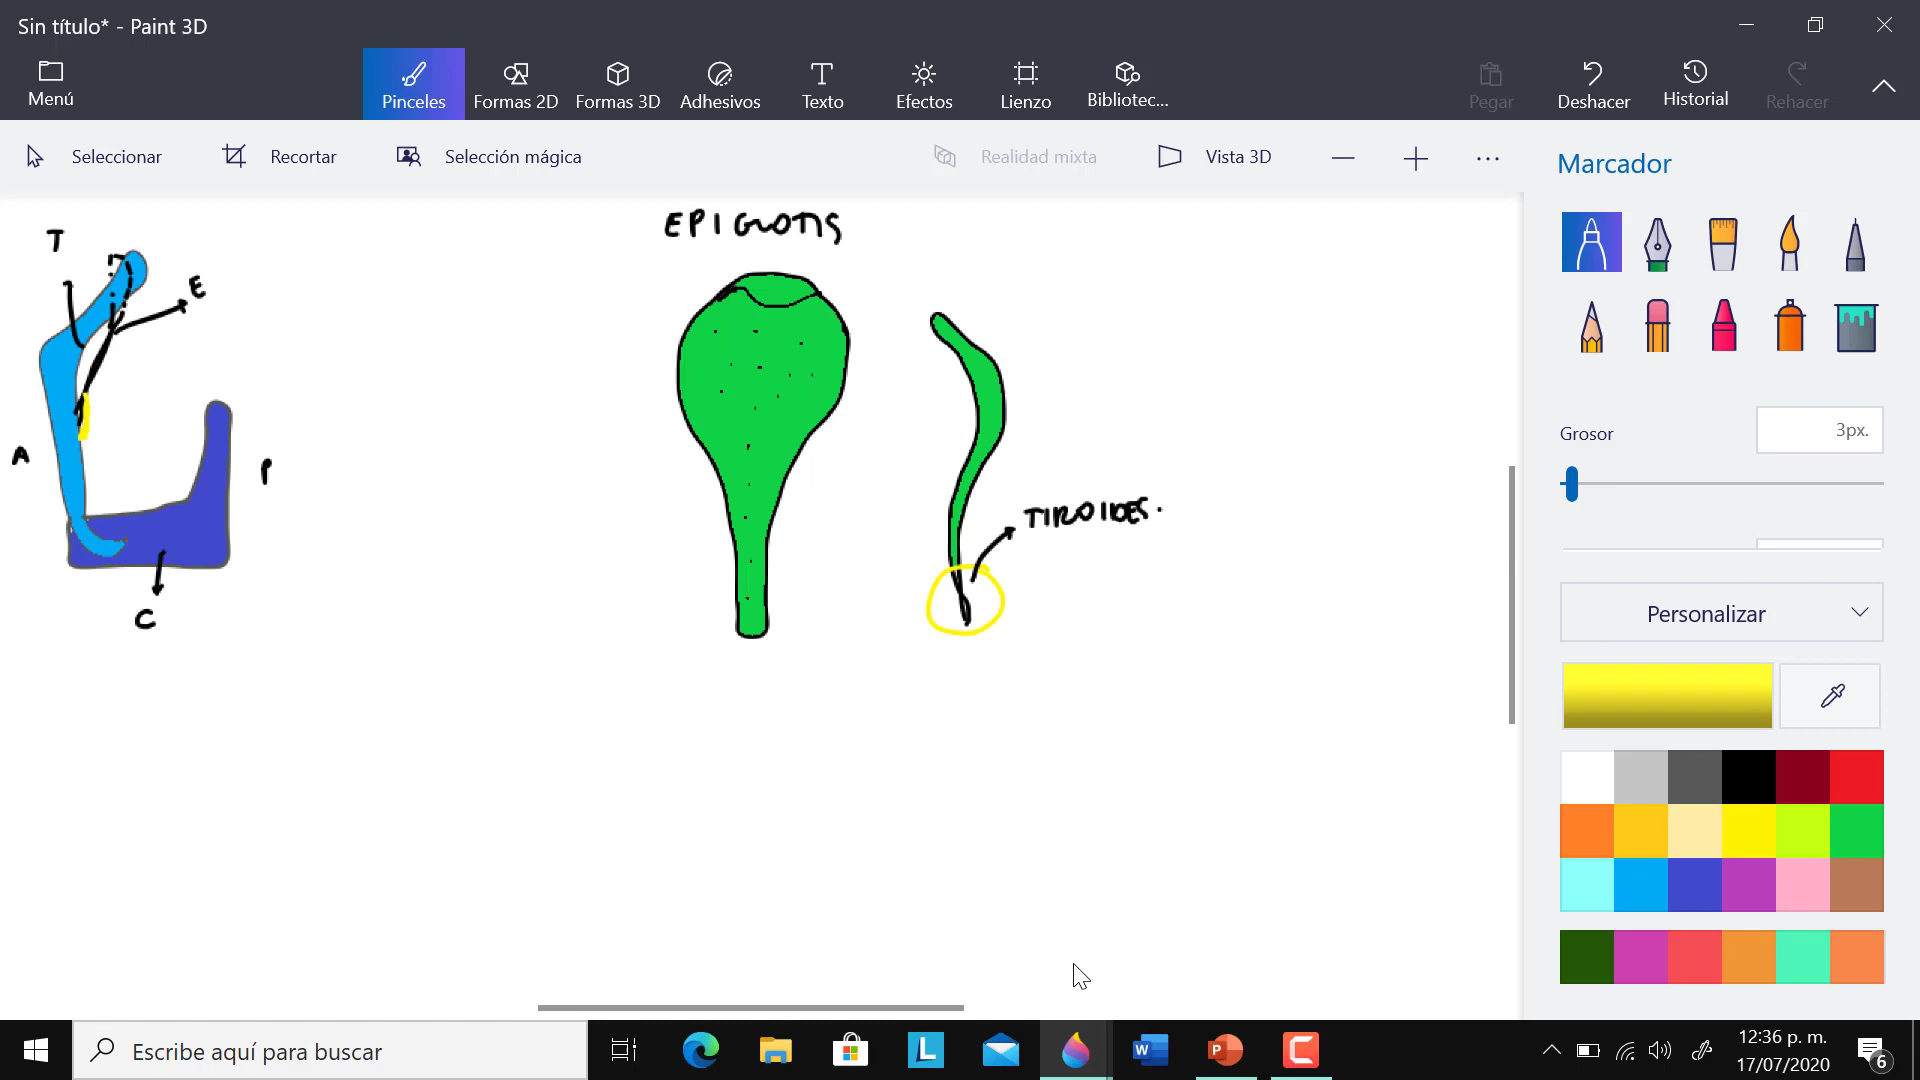 Sin título* - Paint 3D
Menú
Pinceles
Formas 2D
Formas 3D
Adhesivos
Texto
Efectos
Lienzo
Bibliotec...
Pegar
Deshacer
Historial
Rehacer
Seleccionar
Recortar
Selección mágica
Realidad mixta
Vista 3D
Marcador
Grosor
3px.
Personalizar
EPIGLOTIS
T
E
A
P
C
TIROIDES.
Escribe aquí para buscar
12:36 p. m.
17/07/2020
6